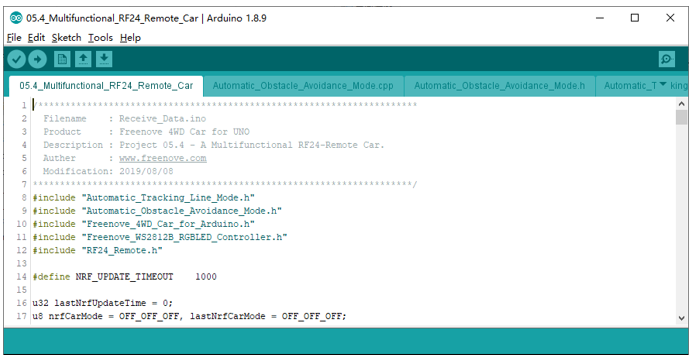 05.4_Multifunctional_RF24_Remote_Car | Arduino 1.8.9
File Edit Sketch Tools Help
05.4_Multifunctional_RF24_Remote_Car Automatic_Obstacle_Avoidance_Mode.cpp Automatic_Obstacle_Avoidance_Mode.h Automatic_T king
1 /***********************************************************************
2 Filename : Receive_Data.ino
3 Product : Freenove 4WD Car for UNO
4 Description : Project 05.4 - A Multifunctional RF24-Remote Car.
5 Auther : www.freenove.com
6 Modification: 2019/08/08
7 **********************************************************************/
8 #include "Automatic_Tracking_Line_Mode.h"
9 #include "Automatic_Obstacle_Avoidance_Mode.h"
10 #include "Freenove_4WD_Car_for_Arduino.h"
11 #include "Freenove_WS2812B_RGBLED_Controller.h"
12 #include "RF24_Remote.h"
13
14 #define NRF_UPDATE_TIMEOUT 1000
15
16 u32 lastNrfUpdateTime = 0;
17 u8 nrfCarMode = OFF_OFF_OFF, lastNrfCarMode = OFF_OFF_OFF;